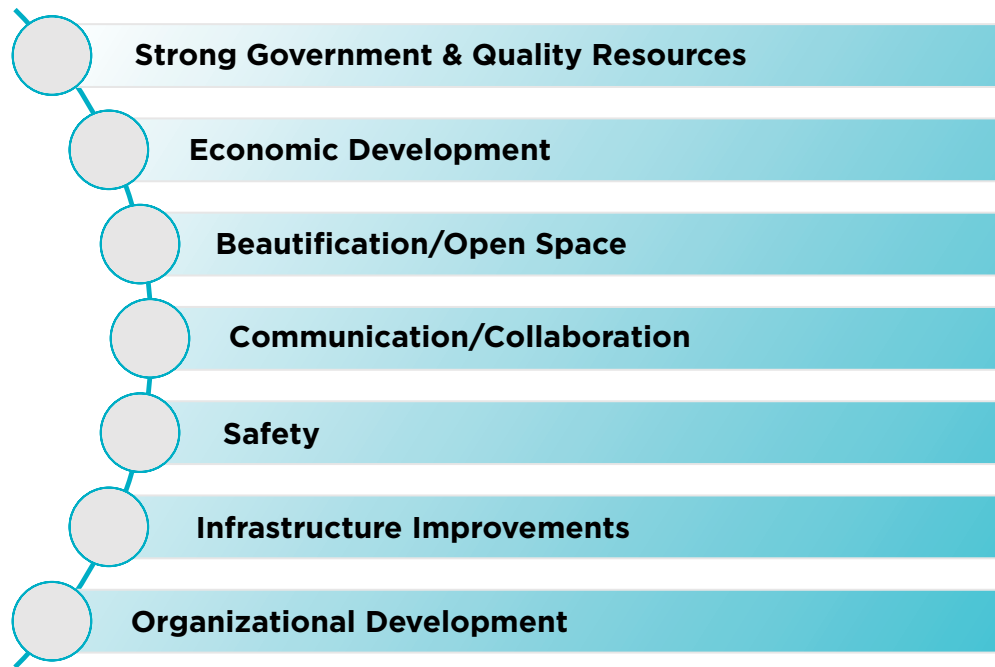 Strong Government & Quality Resources
Economic Development
Beautification/Open Space
Communication/Collaboration
Safety
Infrastructure Improvements
Organizational Development